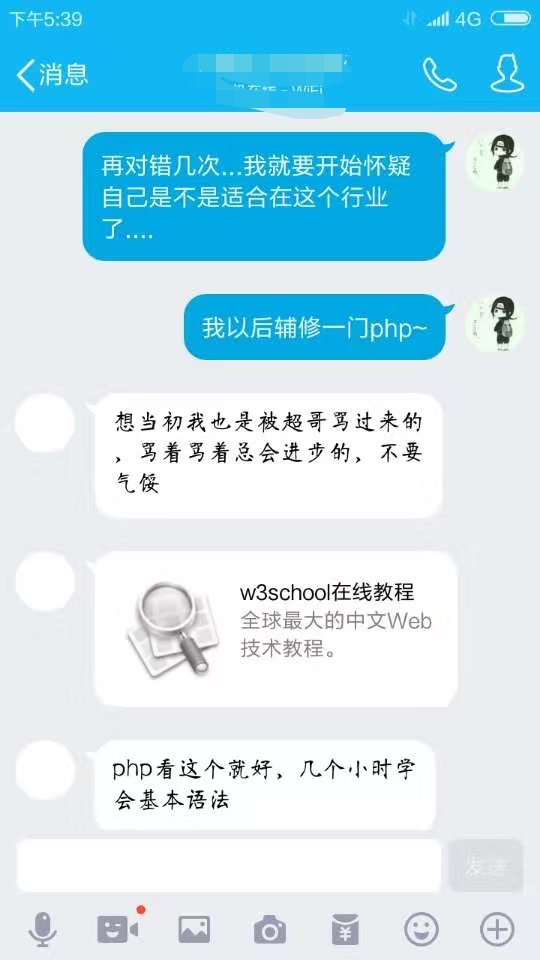 下午5:39
4G
消息
再对错几次...我就要开始怀疑
自己是不是适合在这个行业
了....
我以后辅修一门php~
想当初我也是被超哥骂过来的
，骂着骂着总会进步的，不要
气馁
w3school在线教程
全球最大的中文Web
技术教程。
php看这个就好，几个小时学
会基本语法
发送